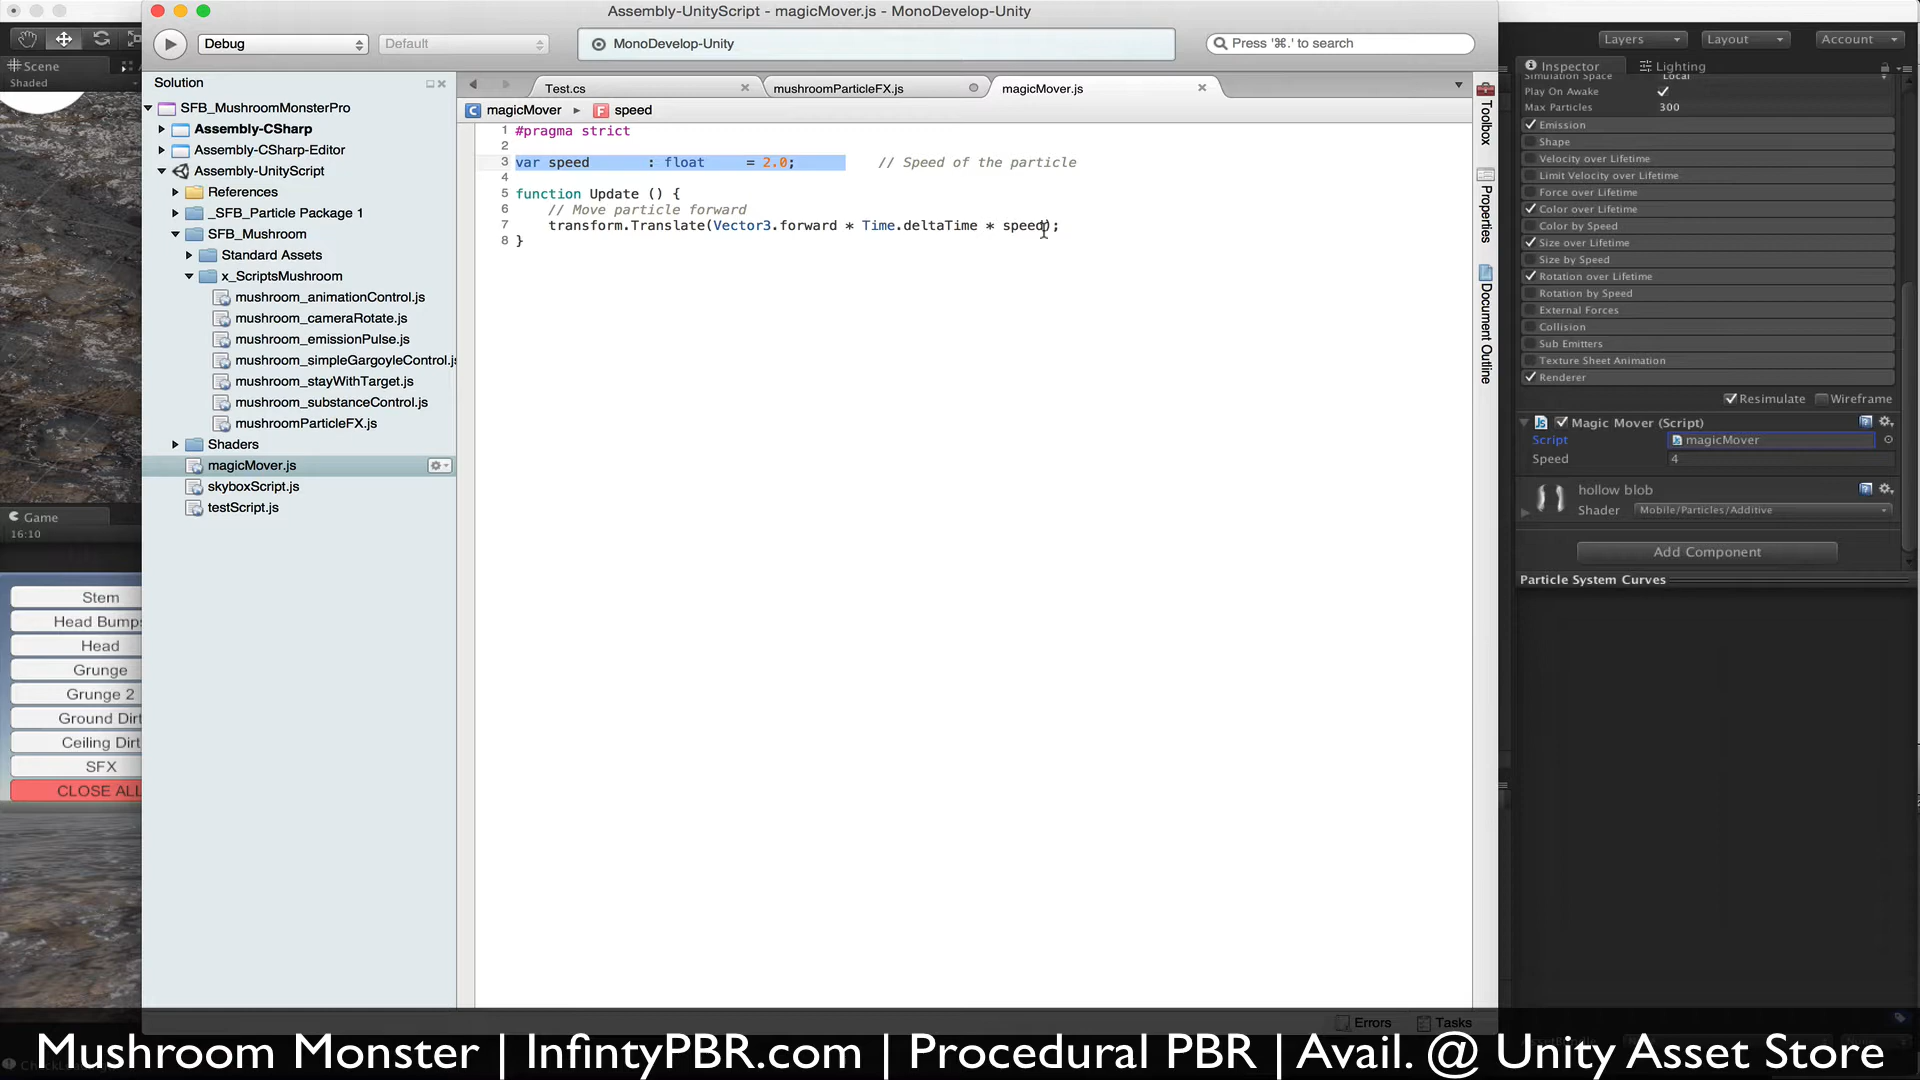 Assembly-UnityScript - magicMover.js - MonoDevelop-Unity
Debug
Default
MonoDevelop-Unity
Press '⌘.' to search
Layers
Layout
Account
Scene
Shaded
Solution
SFB_MushroomMonsterPro
Assembly-CSharp
Assembly-CSharp-Editor
Assembly-UnityScript
References
_SFB_Particle Package 1
SFB_Mushroom
Standard Assets
x_ScriptsMushroom
mushroom_animationControl.js
mushroom_cameraRotate.js
mushroom_emissionPulse.js
mushroom_simpleGargoyleControl.js
mushroom_stayWithTarget.js
mushroom_substanceControl.js
mushroomParticleFX.js
Shaders
magicMover.js
skyboxScript.js
testScript.js
Test.cs
mushroomParticleFX.js
magicMover.js
magicMover
speed
1 #pragma strict
2
3 var speed : float = 2.0; // Speed of the particle
4
5 function Update () {
6 // Move particle forward
7 transform.Translate(Vector3.forward * Time.deltaTime * speed);
8 }
Toolbox
Properties
Document Outline
Errors
Tasks
Game
16:10
Stem
Head Bumps
Head
Grunge
Grunge 2
Ground Dirt
Ceiling Dirt
SFX
CLOSE ALL
Inspector
Lighting
Simulation Space
Local
Play On Awake
Max Particles 300
Emission
Shape
Velocity over Lifetime
Limit Velocity over Lifetime
Force over Lifetime
Color over Lifetime
Color by Speed
Size over Lifetime
Size by Speed
Rotation over Lifetime
Rotation by Speed
External Forces
Collision
Sub Emitters
Texture Sheet Animation
Renderer
Resimulate
Wireframe
Magic Mover (Script)
Script magicMover
Speed 4
hollow blob
Shader Mobile/Particles/Additive
Add Component
Particle System Curves
Mushroom Monster | InfintyPBR.com | Procedural PBR | Avail. @ Unity Asset Store